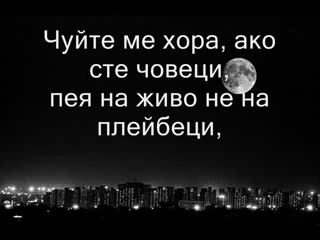 Чуйте ме хора, ако
сте човеци,
пея на живо не на
плейбеци,